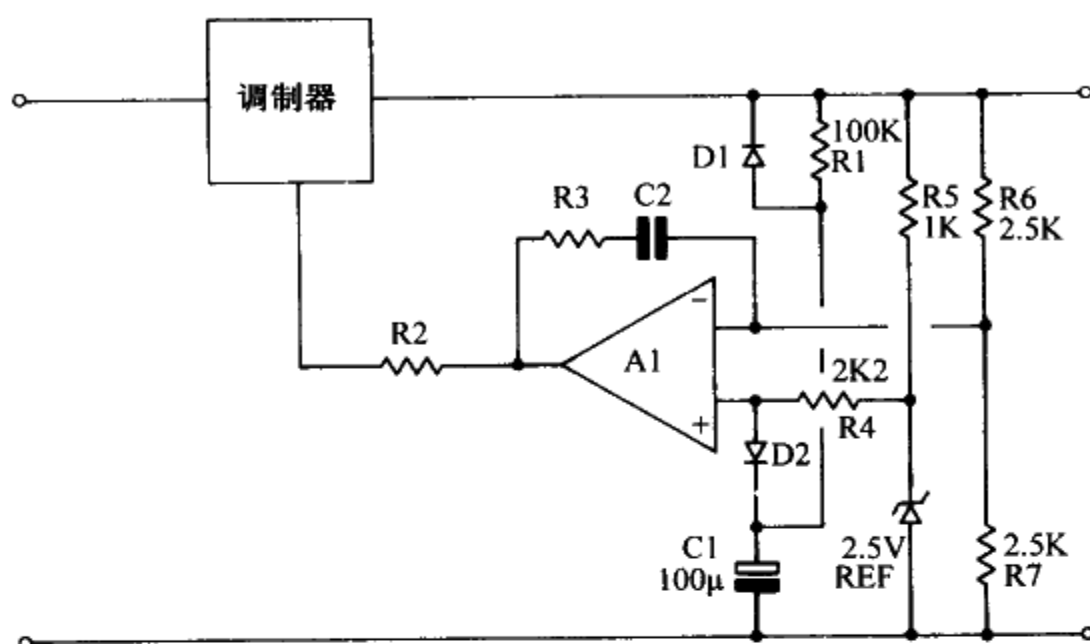 调制器
100K
D1
R1
R3
C2
R5
1K
R6
2.5K
−
R2
A1
2K2
+
R4
D2
C1
100μ
2.5V
REF
2.5K
R7